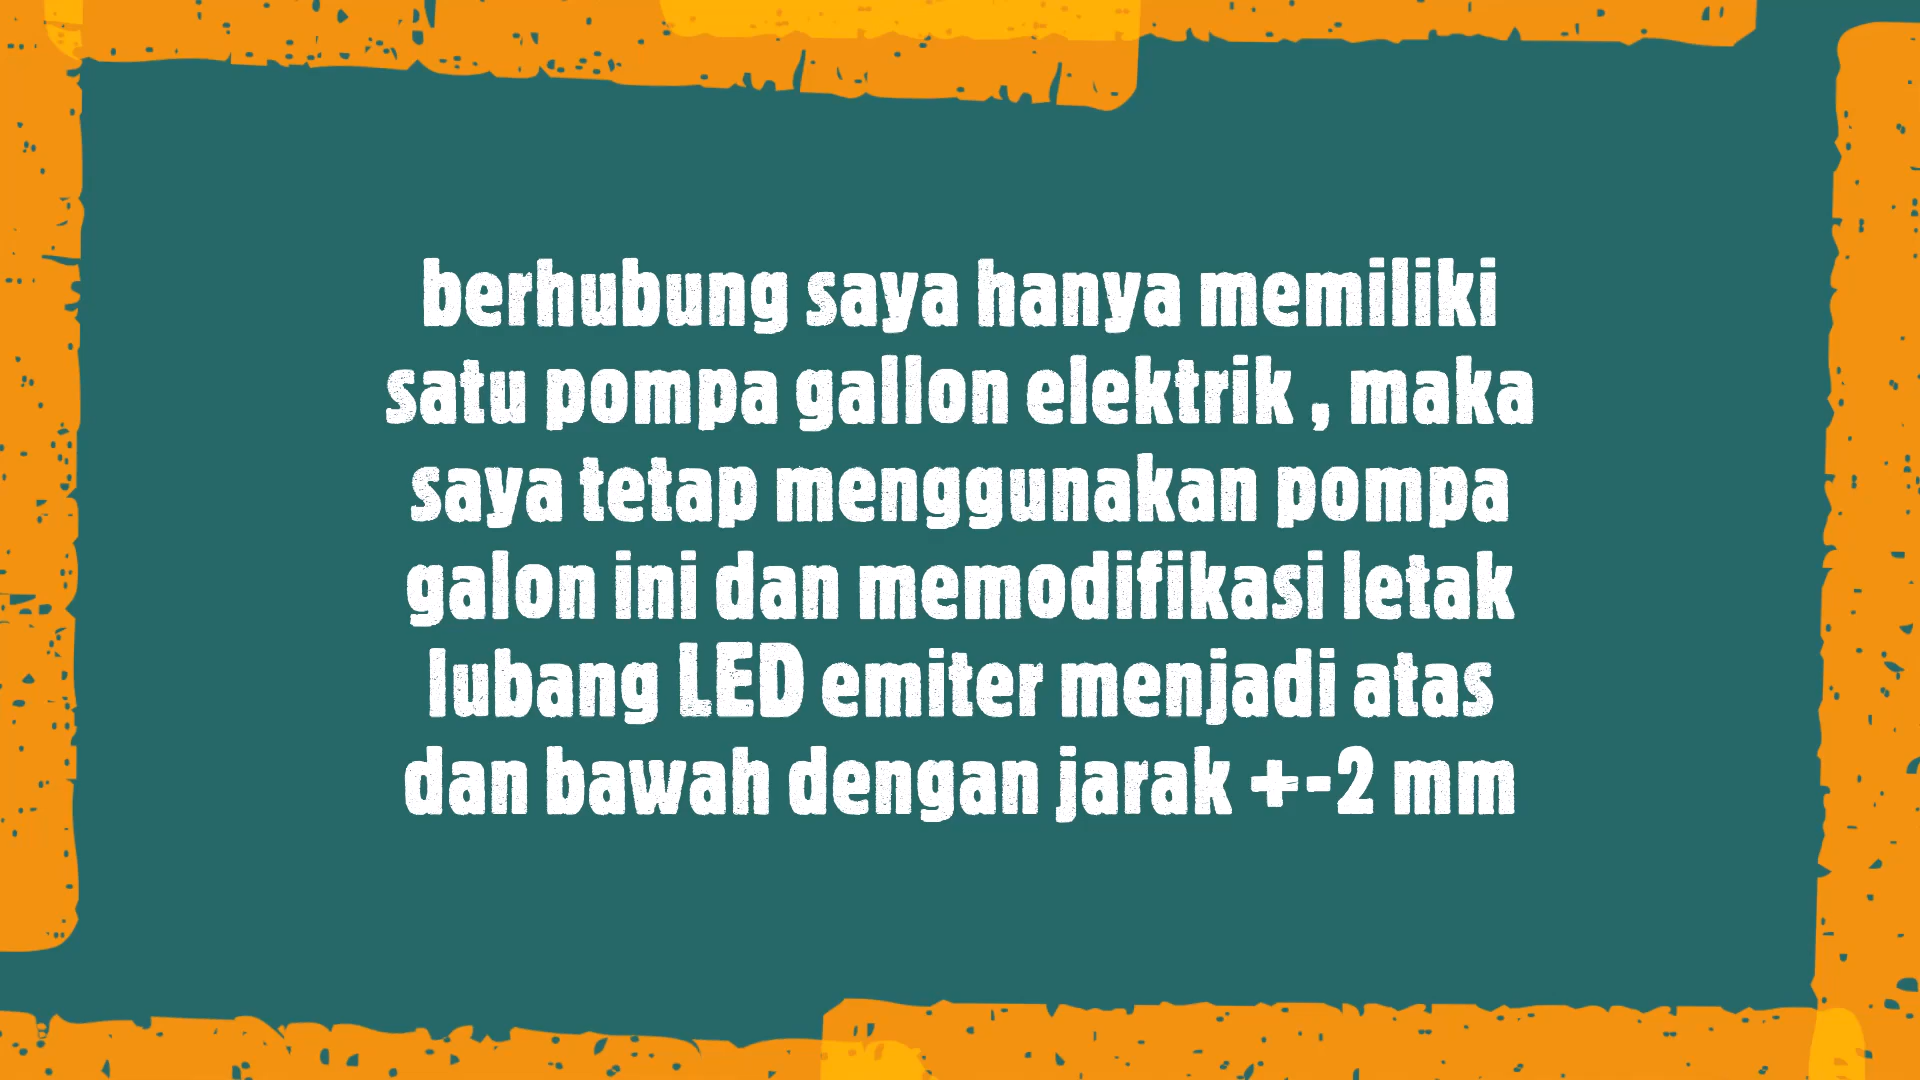 berhubung saya hanya memiliki
satu pompa gallon elektrik , maka
saya tetap menggunakan pompa
galon ini dan memodifikasi letak
lubang LED emiter menjadi atas
dan bawah dengan jarak +-2 mm